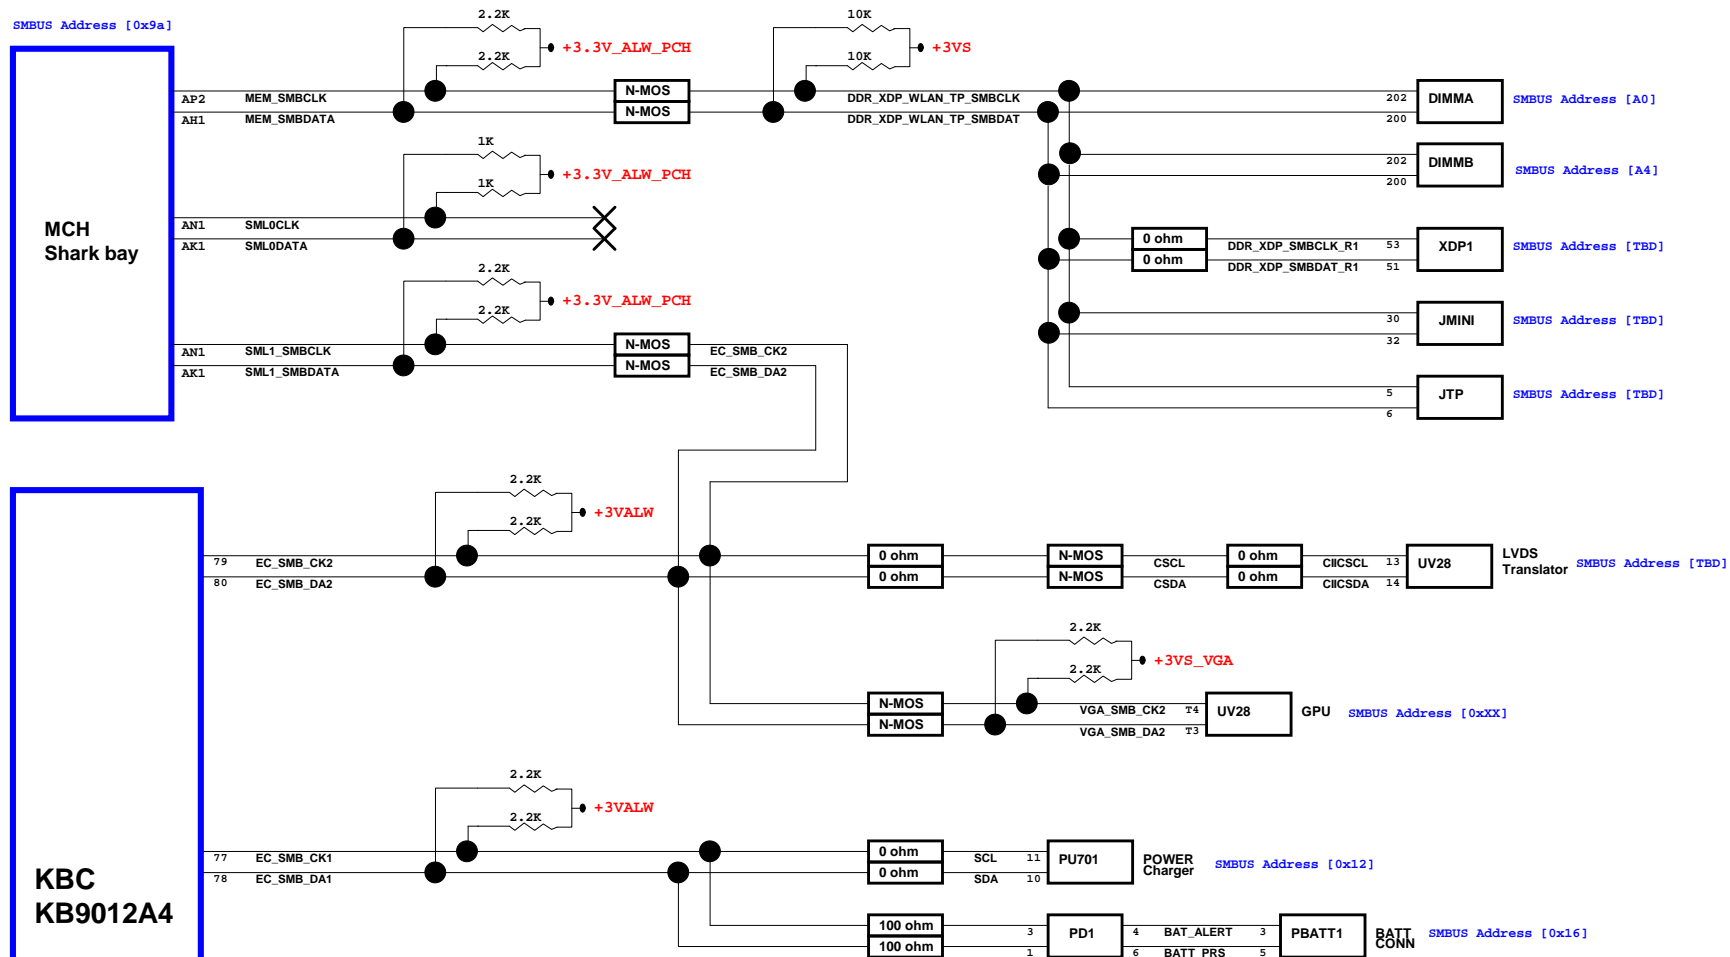 SMBUS Address [0x9a]
MCH
Shark bay
2.2K
2.2K
+3.3V_ALW_PCH
10K
10K
+3VS
AP2 MEM_SMBCLK N-MOS DDR_XDP_WLAN_TP_SMBCLK
AH1 MEM_SMBDATA N-MOS DDR_XDP_WLAN_TP_SMBDAT
202 DIMMA SMBUS Address [A0]
200
1K
1K
+3.3V_ALW_PCH
202 DIMMB SMBUS Address [A4]
200
AN1 SML0CLK
AK1 SML0DATA
0 ohm DDR_XDP_SMBCLK_R1 53 XDP1 SMBUS Address [TBD]
0 ohm DDR_XDP_SMBDAT_R1 51
2.2K
2.2K
+3.3V_ALW_PCH
30 JMINI SMBUS Address [TBD]
32
AN1 SML1_SMBCLK N-MOS EC_SMB_CK2
AK1 SML1_SMBDATA N-MOS EC_SMB_DA2
5 JTP SMBUS Address [TBD]
6
KBC
KB9012A4
2.2K
2.2K
+3VALW
79 EC_SMB_CK2 0 ohm N-MOS CSCL 0 ohm CIICSCL 13 UV28
80 EC_SMB_DA2 0 ohm N-MOS CSDA 0 ohm CIICSDA 14
LVDS
Translator SMBUS Address [TBD]
2.2K
2.2K
+3VS_VGA
N-MOS VGA_SMB_CK2 T4 UV28 GPU SMBUS Address [0xXX]
N-MOS VGA_SMB_DA2 T3
2.2K
2.2K
+3VALW
77 EC_SMB_CK1 0 ohm SCL 11 PU701
78 EC_SMB_DA1 0 ohm SDA 10
POWER
Charger SMBUS Address [0x12]
100 ohm 3 PD1 4 BAT_ALERT 3 PBATT1
100 ohm 1 6 BATT_PRS 5
BATT
CONN SMBUS Address [0x16]